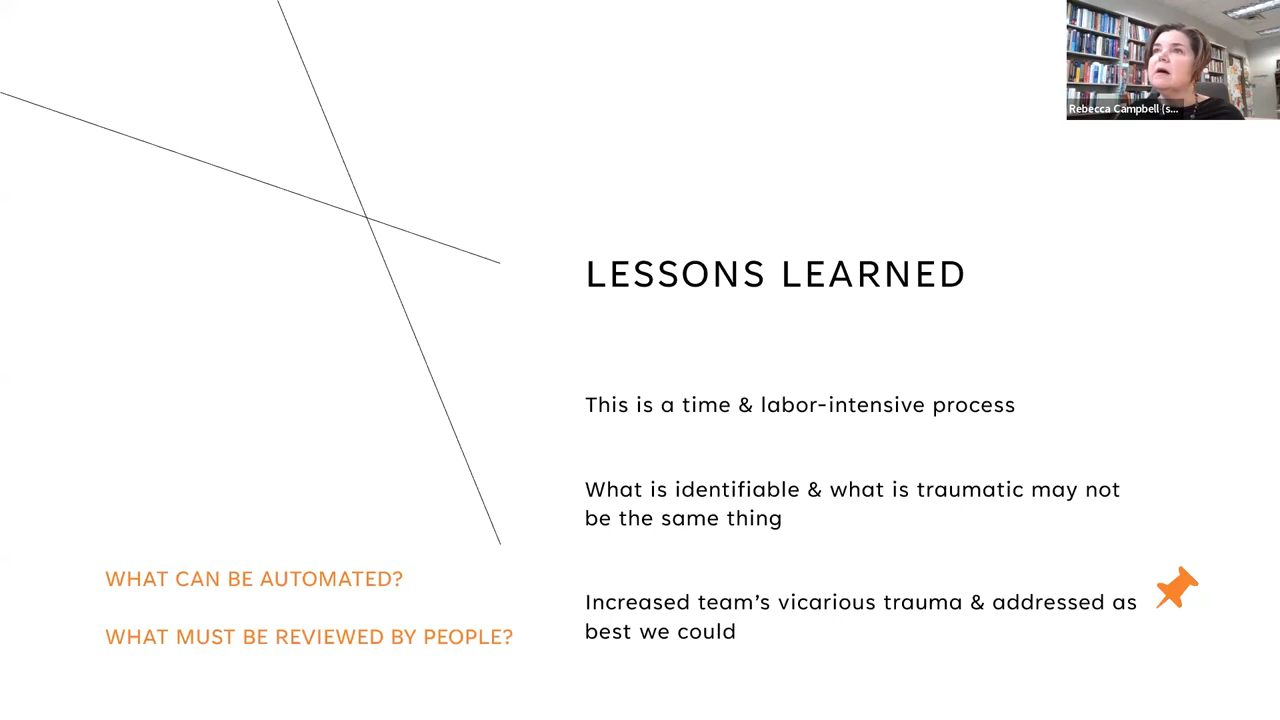 Rebecca Campbell (s...
LESSONS LEARNED
This is a time & labor-intensive process
What is identifiable & what is traumatic may not
be the same thing
Increased team's vicarious trauma & addressed as
best we could
WHAT CAN BE AUTOMATED?
WHAT MUST BE REVIEWED BY PEOPLE?